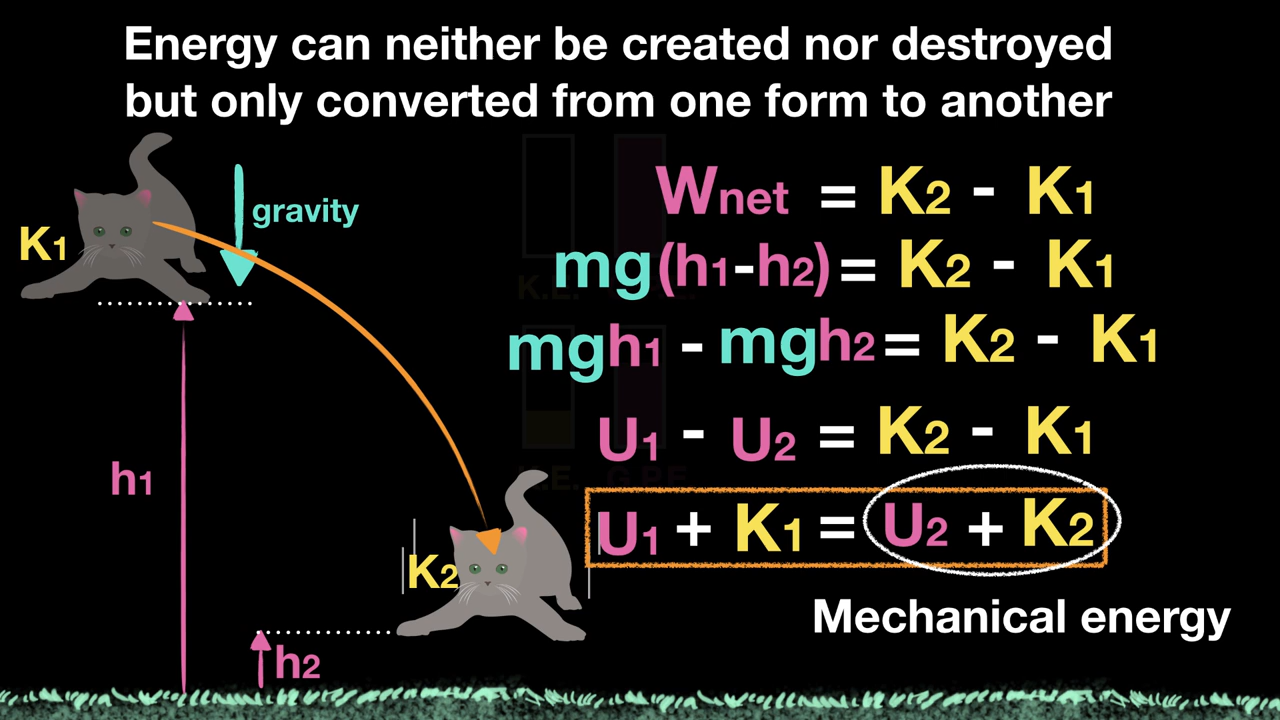 Energy can neither be created nor destroyed
but only converted from one form to another
K1
gravity
h1
K2
h2
Wnet = K2 - K1
mg(h1-h2) = K2 - K1
mgh1 - mgh2 = K2 - K1
U1 - U2 = K2 - K1
U1 + K1 = U2 + K2
Mechanical energy